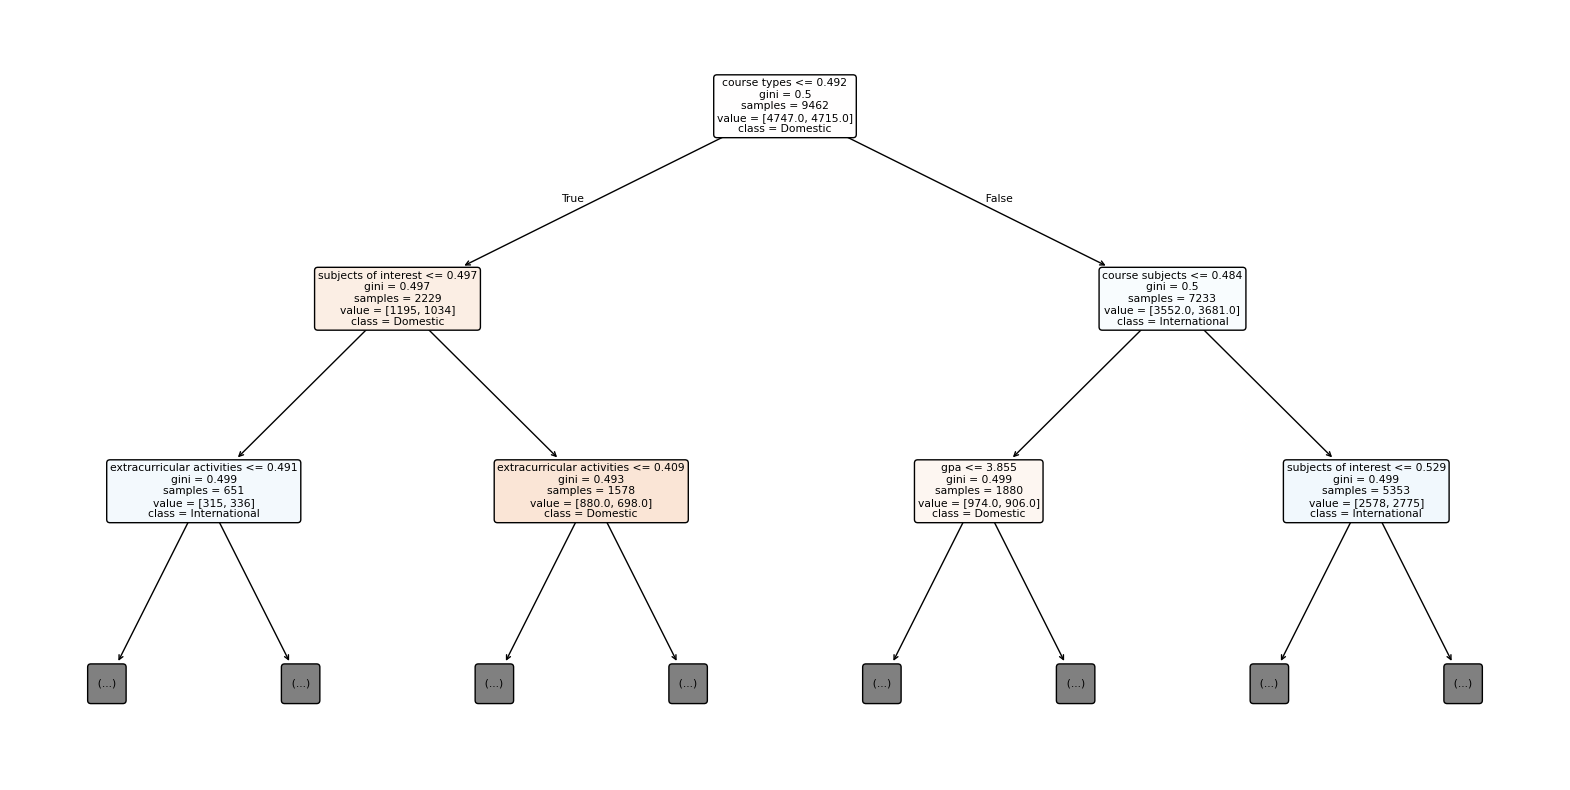 course types <= 0.492
gini = 0.5
samples = 9462
value = [4747.0, 4715.0]
class = Domestic
True
False
subjects of interest <= 0.497
gini = 0.497
samples = 2229
value = [1195, 1034]
class = Domestic
course subjects <= 0.484
gini = 0.5
samples = 7233
value = [3552.0, 3681.0]
class = International
extracurricular activities <= 0.491
gini = 0.499
samples = 651
value = [315, 336]
class = International
extracurricular activities <= 0.409
gini = 0.493
samples = 1578
value = [880.0, 698.0]
class = Domestic
gpa <= 3.855
gini = 0.499
samples = 1880
value = [974.0, 906.0]
class = Domestic
subjects of interest <= 0.529
gini = 0.499
samples = 5353
value = [2578, 2775]
class = International
(...)
(...)
(...)
(...)
(...)
(...)
(...)
(...)